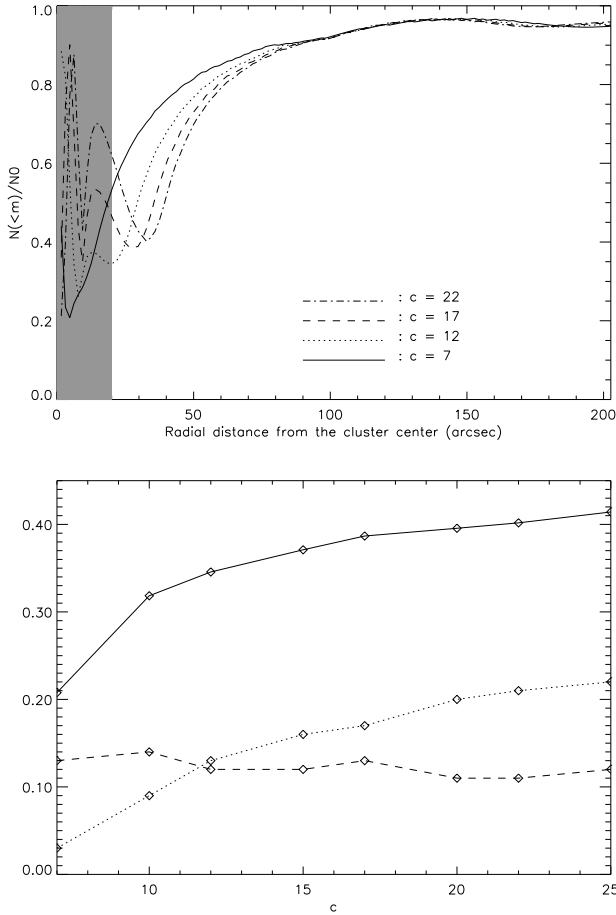 1.0
0.8
0.6
0.4
0.2
0.0
N(<m)/N0
: c = 22
: c = 17
: c = 12
: c = 7
0 50 100 150 200
Radial distance from the cluster center (arcsec)
0.40
0.30
0.20
0.10
0.00
10 15 20 25
c